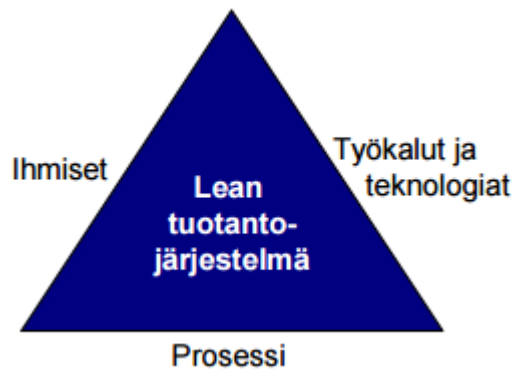 Ihmiset
Työkalut ja
teknologiat
Lean
tuotanto-
järjestelmä
Prosessi